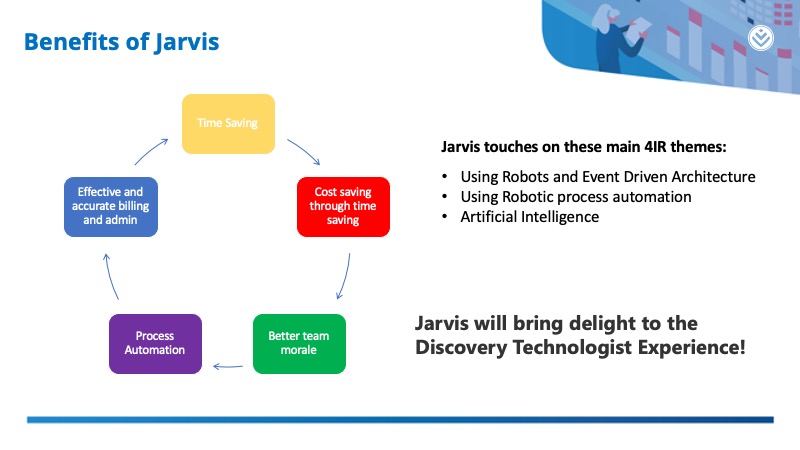 Benefits of Jarvis
Time Saving
Cost saving
through time
saving
Better team
morale
Process
Automation
Effective and
accurate billing
and admin
Jarvis touches on these main 4IR themes:
• Using Robots and Event Driven Architecture
• Using Robotic process automation
• Artificial Intelligence
Jarvis will bring delight to the
Discovery Technologist Experience!